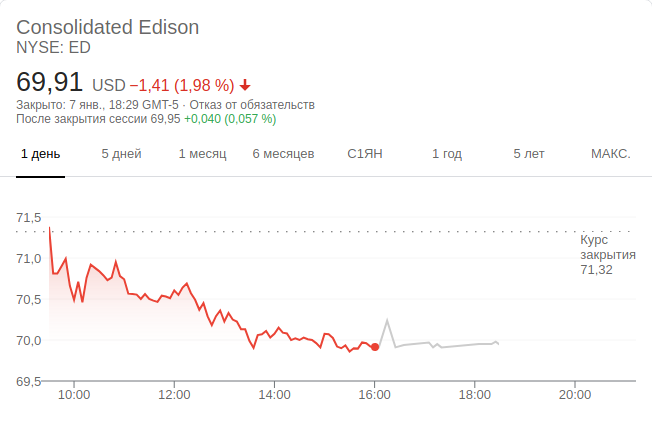 Consolidated Edison
NYSE: ED
69,91 USD −1,41 (1,98 %)
Закрыто: 7 янв., 18:29 GMT-5 · Отказ от обязательств
После закрытия сессии 69,95 +0,040 (0,057 %)
1 день 5 дней 1 месяц 6 месяцев С1ЯН 1 год 5 лет МАКС.
71,5
Курс
закрытия
71,32
71,0
70,5
70,0
69,5
10:00 12:00 14:00 16:00 18:00 20:00